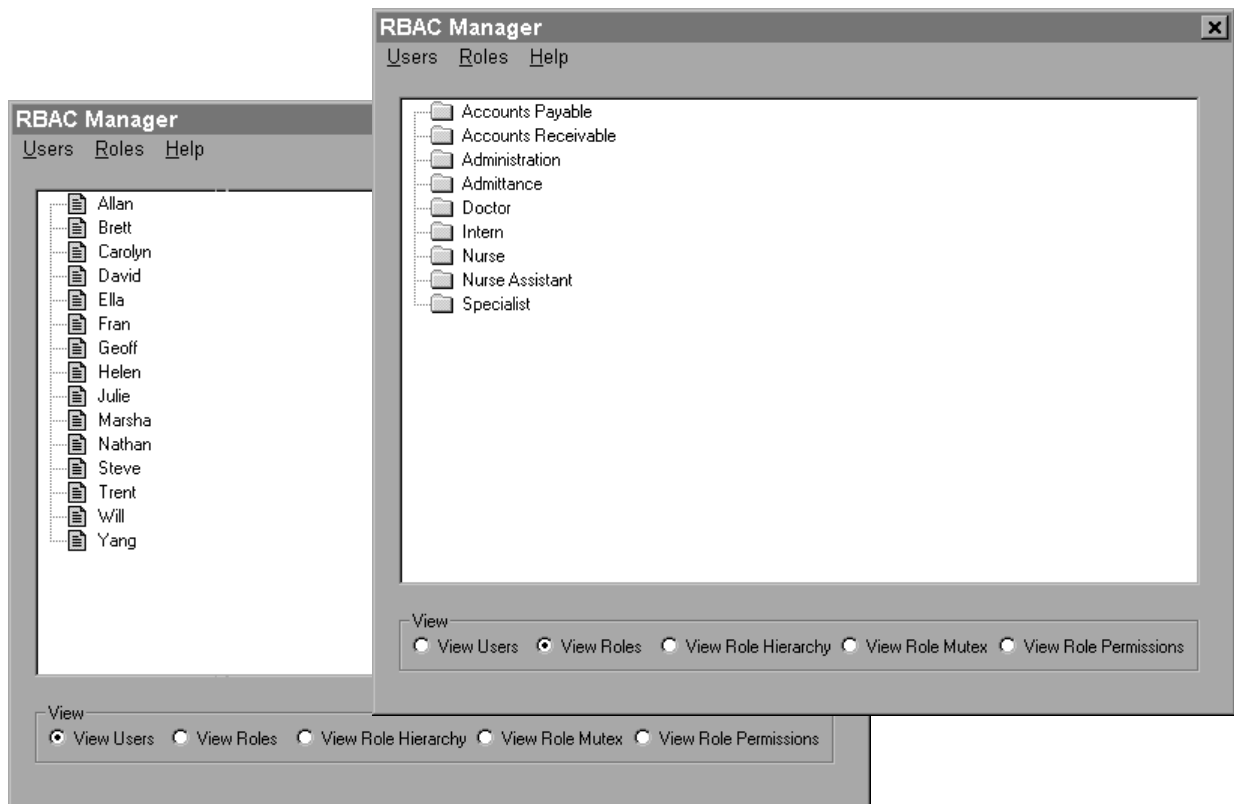 RBAC Manager
Users Roles Help
Allan
Brett
Carolyn
David
Ella
Fran
Geoff
Helen
Julie
Marsha
Nathan
Steve
Trent
Will
Yang
View
View Users View Roles View Role Hierarchy View Role Mutex View Role Permissions
RBAC Manager
Users Roles Help
Accounts Payable
Accounts Receivable
Administration
Admittance
Doctor
Intern
Nurse
Nurse Assistant
Specialist
View
View Users View Roles View Role Hierarchy View Role Mutex View Role Permissions